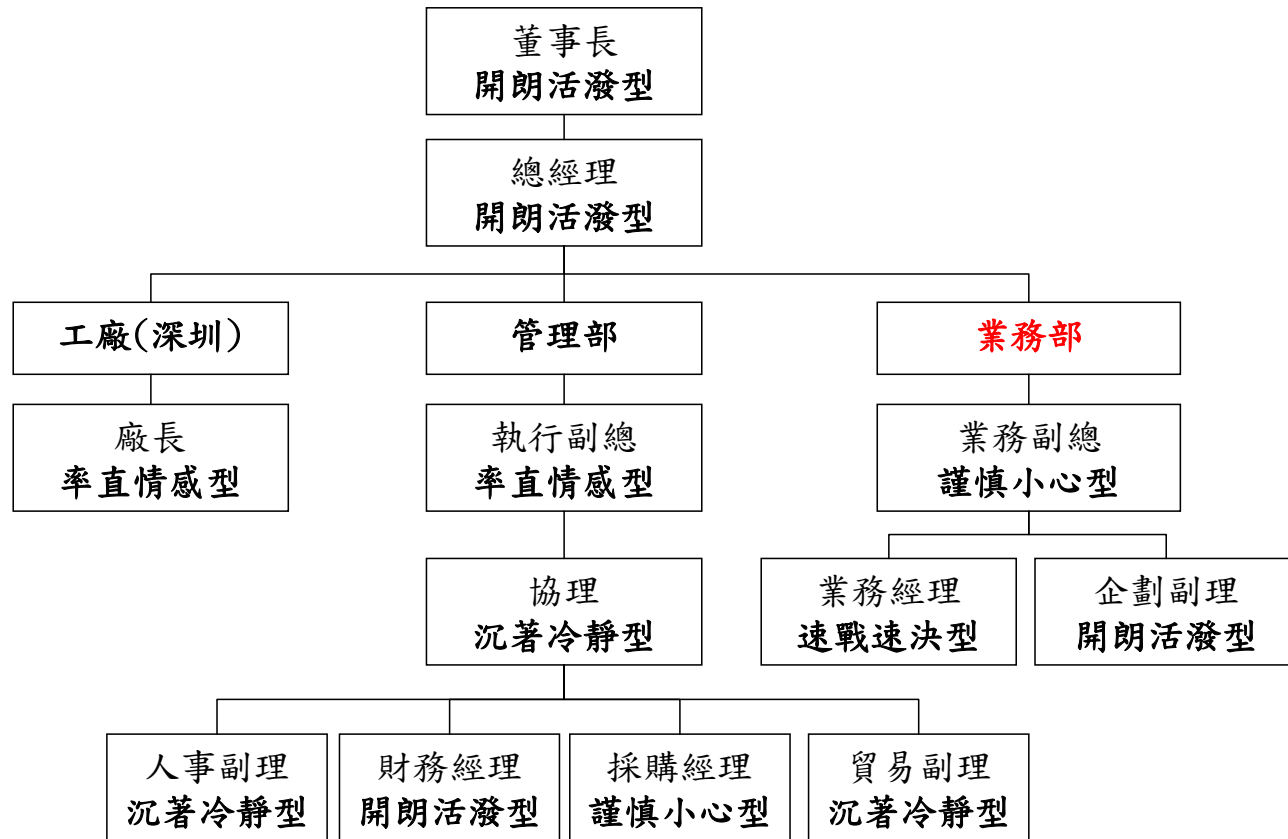 董事長
開朗活潑型
總經理
開朗活潑型
工廠(深圳)
管理部
業務部
廠長
率直情感型
執行副總
率直情感型
業務副總
謹慎小心型
協理
沉著冷靜型
業務經理
速戰速決型
企劃副理
開朗活潑型
人事副理
沉著冷靜型
財務經理
開朗活潑型
採購經理
謹慎小心型
貿易副理
沉著冷靜型